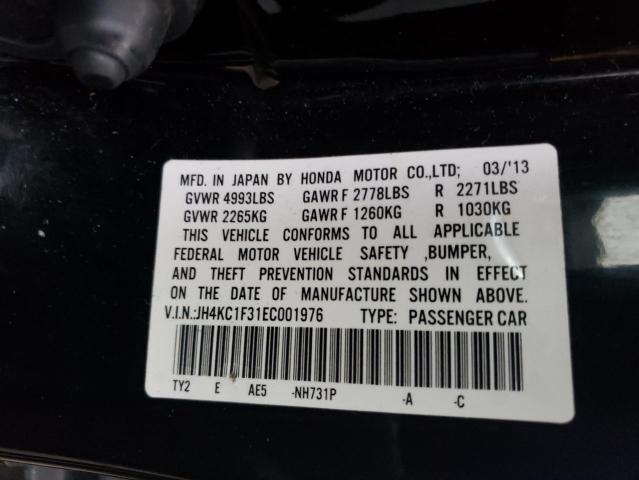 MFD. IN JAPAN BY HONDA MOTOR CO.,LTD; 03/'13
GVWR 4993LBS GAWR F 2778LBS R 2271LBS
GVWR 2265KG GAWR F 1260KG R 1030KG
THIS VEHICLE CONFORMS TO ALL APPLICABLE
FEDERAL MOTOR VEHICLE SAFETY ,BUMPER,
AND THEFT PREVENTION STANDARDS IN EFFECT
ON THE DATE OF MANUFACTURE SHOWN ABOVE.
V.I.N.:JH4KC1F31EC001976 TYPE: PASSENGER CAR
TY2 E AE5 -NH731P -A -C